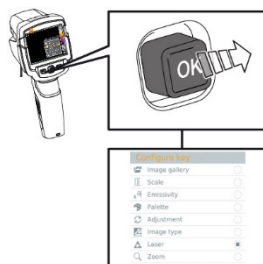 OK
Configure key
Image gallery
Scale
Emissivity
Palette
Adjustment
Image type
Laser
Zoom